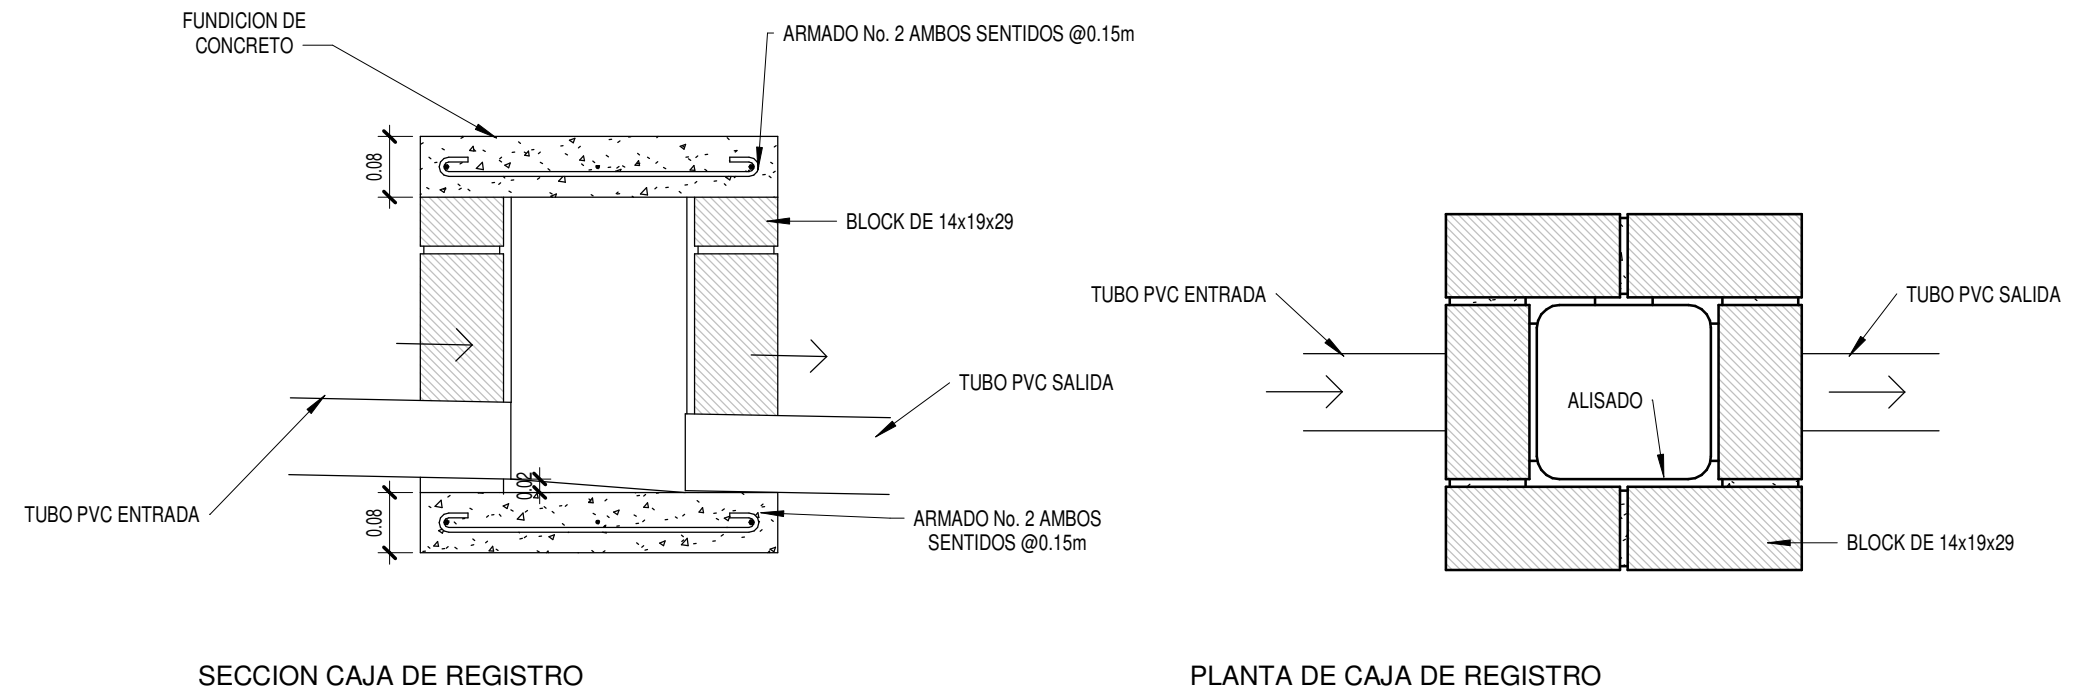 FUNDICION DE
CONCRETO
ARMADO No. 2 AMBOS SENTIDOS @0.15m
0.08
BLOCK DE 14x19x29
TUBO PVC SALIDA
TUBO PVC ENTRADA
0.02
0.08
ARMADO No. 2 AMBOS
SENTIDOS @0.15m
SECCION CAJA DE REGISTRO
TUBO PVC ENTRADA
TUBO PVC SALIDA
ALISADO
BLOCK DE 14x19x29
PLANTA DE CAJA DE REGISTRO